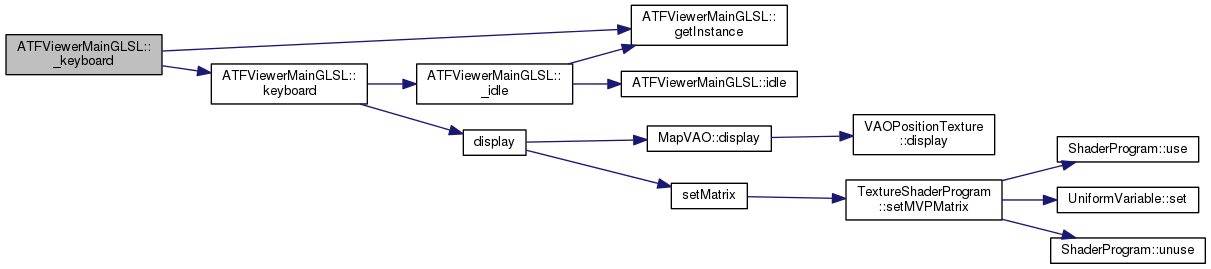 ATFViewerMainGLSL::
_keyboard
ATFViewerMainGLSL::
getInstance
ATFViewerMainGLSL::
keyboard
ATFViewerMainGLSL::
_idle
ATFViewerMainGLSL::idle
display
MapVAO::display
VAOPositionTexture
::display
setMatrix
TextureShaderProgram
::setMVPMatrix
ShaderProgram::use
UniformVariable::set
ShaderProgram::unuse